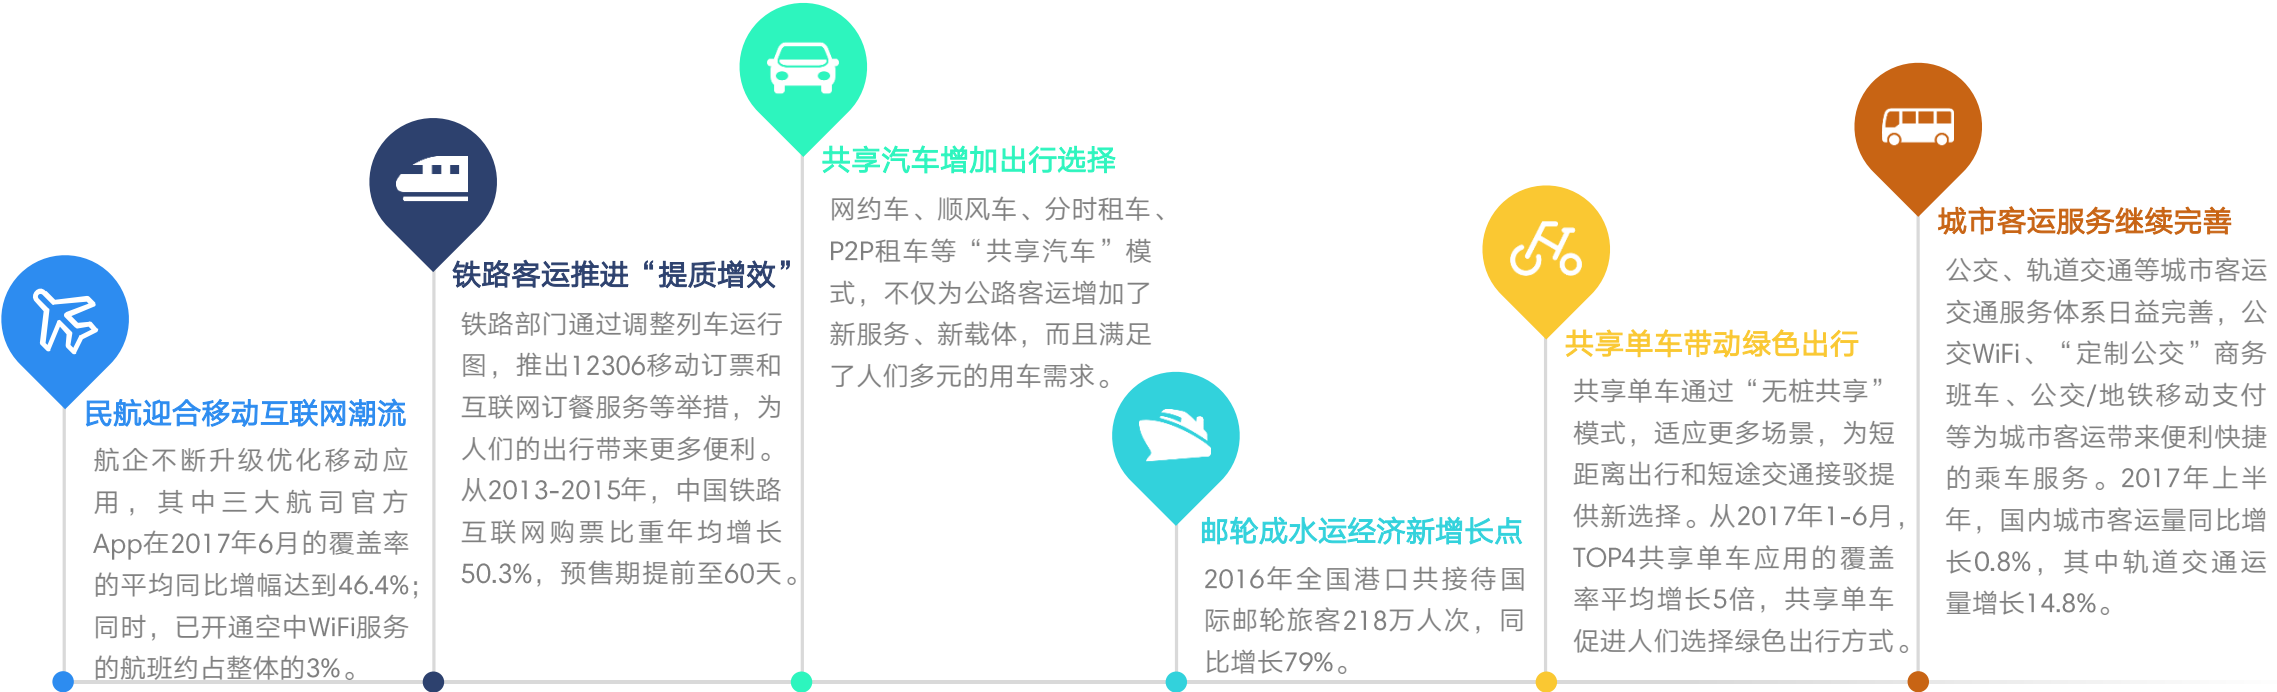 民航迎合移动互联网潮流
航企不断升级优化移动应
用，其中三大航司官方
App在2017年6月的覆盖率
的平均同比增幅达到46.4%；
同时，已开通空中WiFi服务
的航班约占整体的3%。
铁路客运推进“提质增效”
铁路部门通过调整列车运行
图，推出12306移动订票和
互联网订餐服务等举措，为
人们的出行带来更多便利。
从2013-2015年，中国铁路
互联网购票比重年均增长
50.3%，预售期提前至60天。
共享汽车增加出行选择
网约车、顺风车、分时租车、
P2P租车等“共享汽车”模
式，不仅为公路客运增加了
新服务、新载体，而且满足
了人们多元的用车需求。
邮轮成水运经济新增长点
2016年全国港口共接待国
际邮轮旅客218万人次，同
比增长79%。
共享单车带动绿色出行
共享单车通过“无桩共享”
模式，适应更多场景，为短
距离出行和短途交通接驳提
供新选择。从2017年1-6月，
TOP4共享单车应用的覆盖
率平均增长5倍，共享单车
促进人们选择绿色出行方式。
城市客运服务继续完善
公交、轨道交通等城市客运
交通服务体系日益完善，公
交WiFi、“定制公交”商务
班车、公交/地铁移动支付
等为城市客运带来便利快捷
的乘车服务。2017年上半
年，国内城市客运量同比增
长0.8%，其中轨道交通运
量增长14.8%。